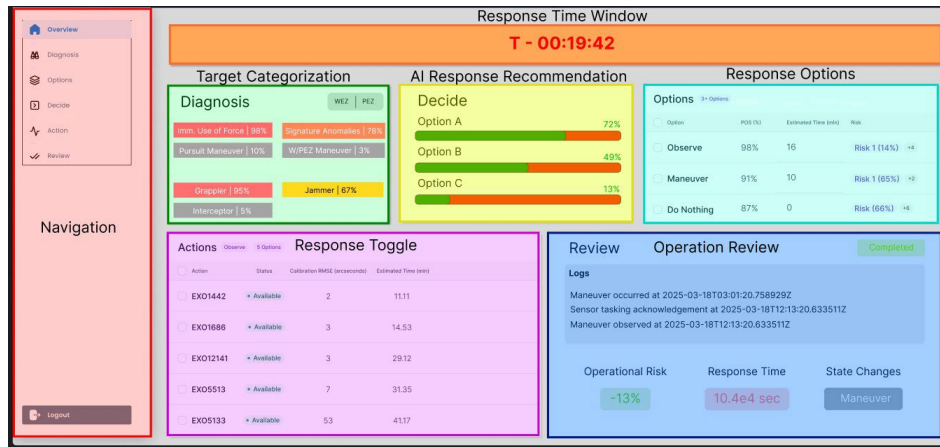 Overview
Diagnosis
Options
Decide
Action
Review
Navigation
Logout
Response Time Window
T - 00:19:42
Target Categorization
Diagnosis
WEZ | PEZ
Imm. Use of Force | 98%
Signature Anomalies | 78%
Pursuit Maneuver | 10%
W/PEZ Maneuver | 3%
Grappler | 95%
Jammer | 67%
Interceptor | 5%
AI Response Recommendation
Decide
Option A
72%
Option B
49%
Option C
13%
Response Options
Options 3+ Options
Option POS (%) Estimated Time (min) Risk
Observe 98% 16 Risk 1 (14%) +4
Maneuver 91% 10 Risk 1 (65%) +2
Do Nothing 87% 0 Risk (66%) +6
Actions Observe 5 Options Response Toggle
Action Status Calibration RMSE (arcseconds) Estimated Time (min)
EXO1442 Available 2 11.11
EXO1686 Available 3 14.53
EXO12141 Available 3 29.12
EXO5513 Available 7 31.35
EXO5133 Available 53 41.17
Review Operation Review Completed
Logs
Maneuver occurred at 2025-03-18T03:01:20.758929Z
Sensor tasking acknowledgement at 2025-03-18T12:13:20.633511Z
Maneuver observed at 2025-03-18T12:13:20.633511Z
Operational Risk Response Time State Changes
-13% 10.4e4 sec Maneuver